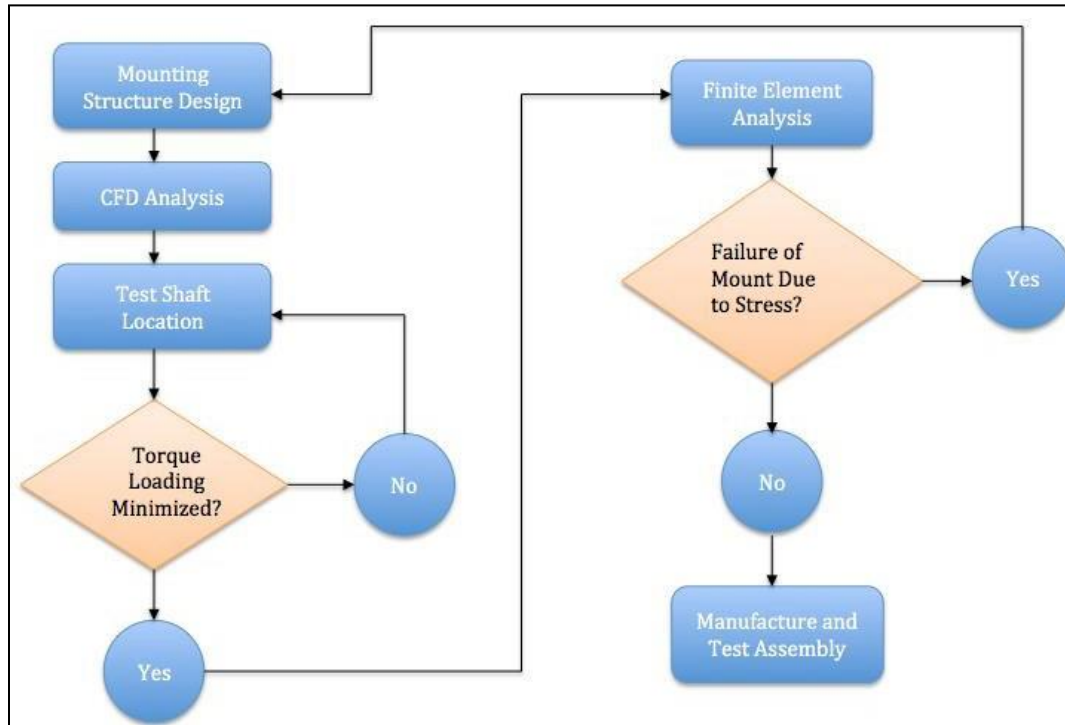 Mounting
Structure Design
CFD Analysis
Test Shaft
Location
Torque
Loading
Minimized?
No
Yes
Finite Element
Analysis
Failure of
Mount Due
to Stress?
Yes
No
Manufacture and
Test Assembly